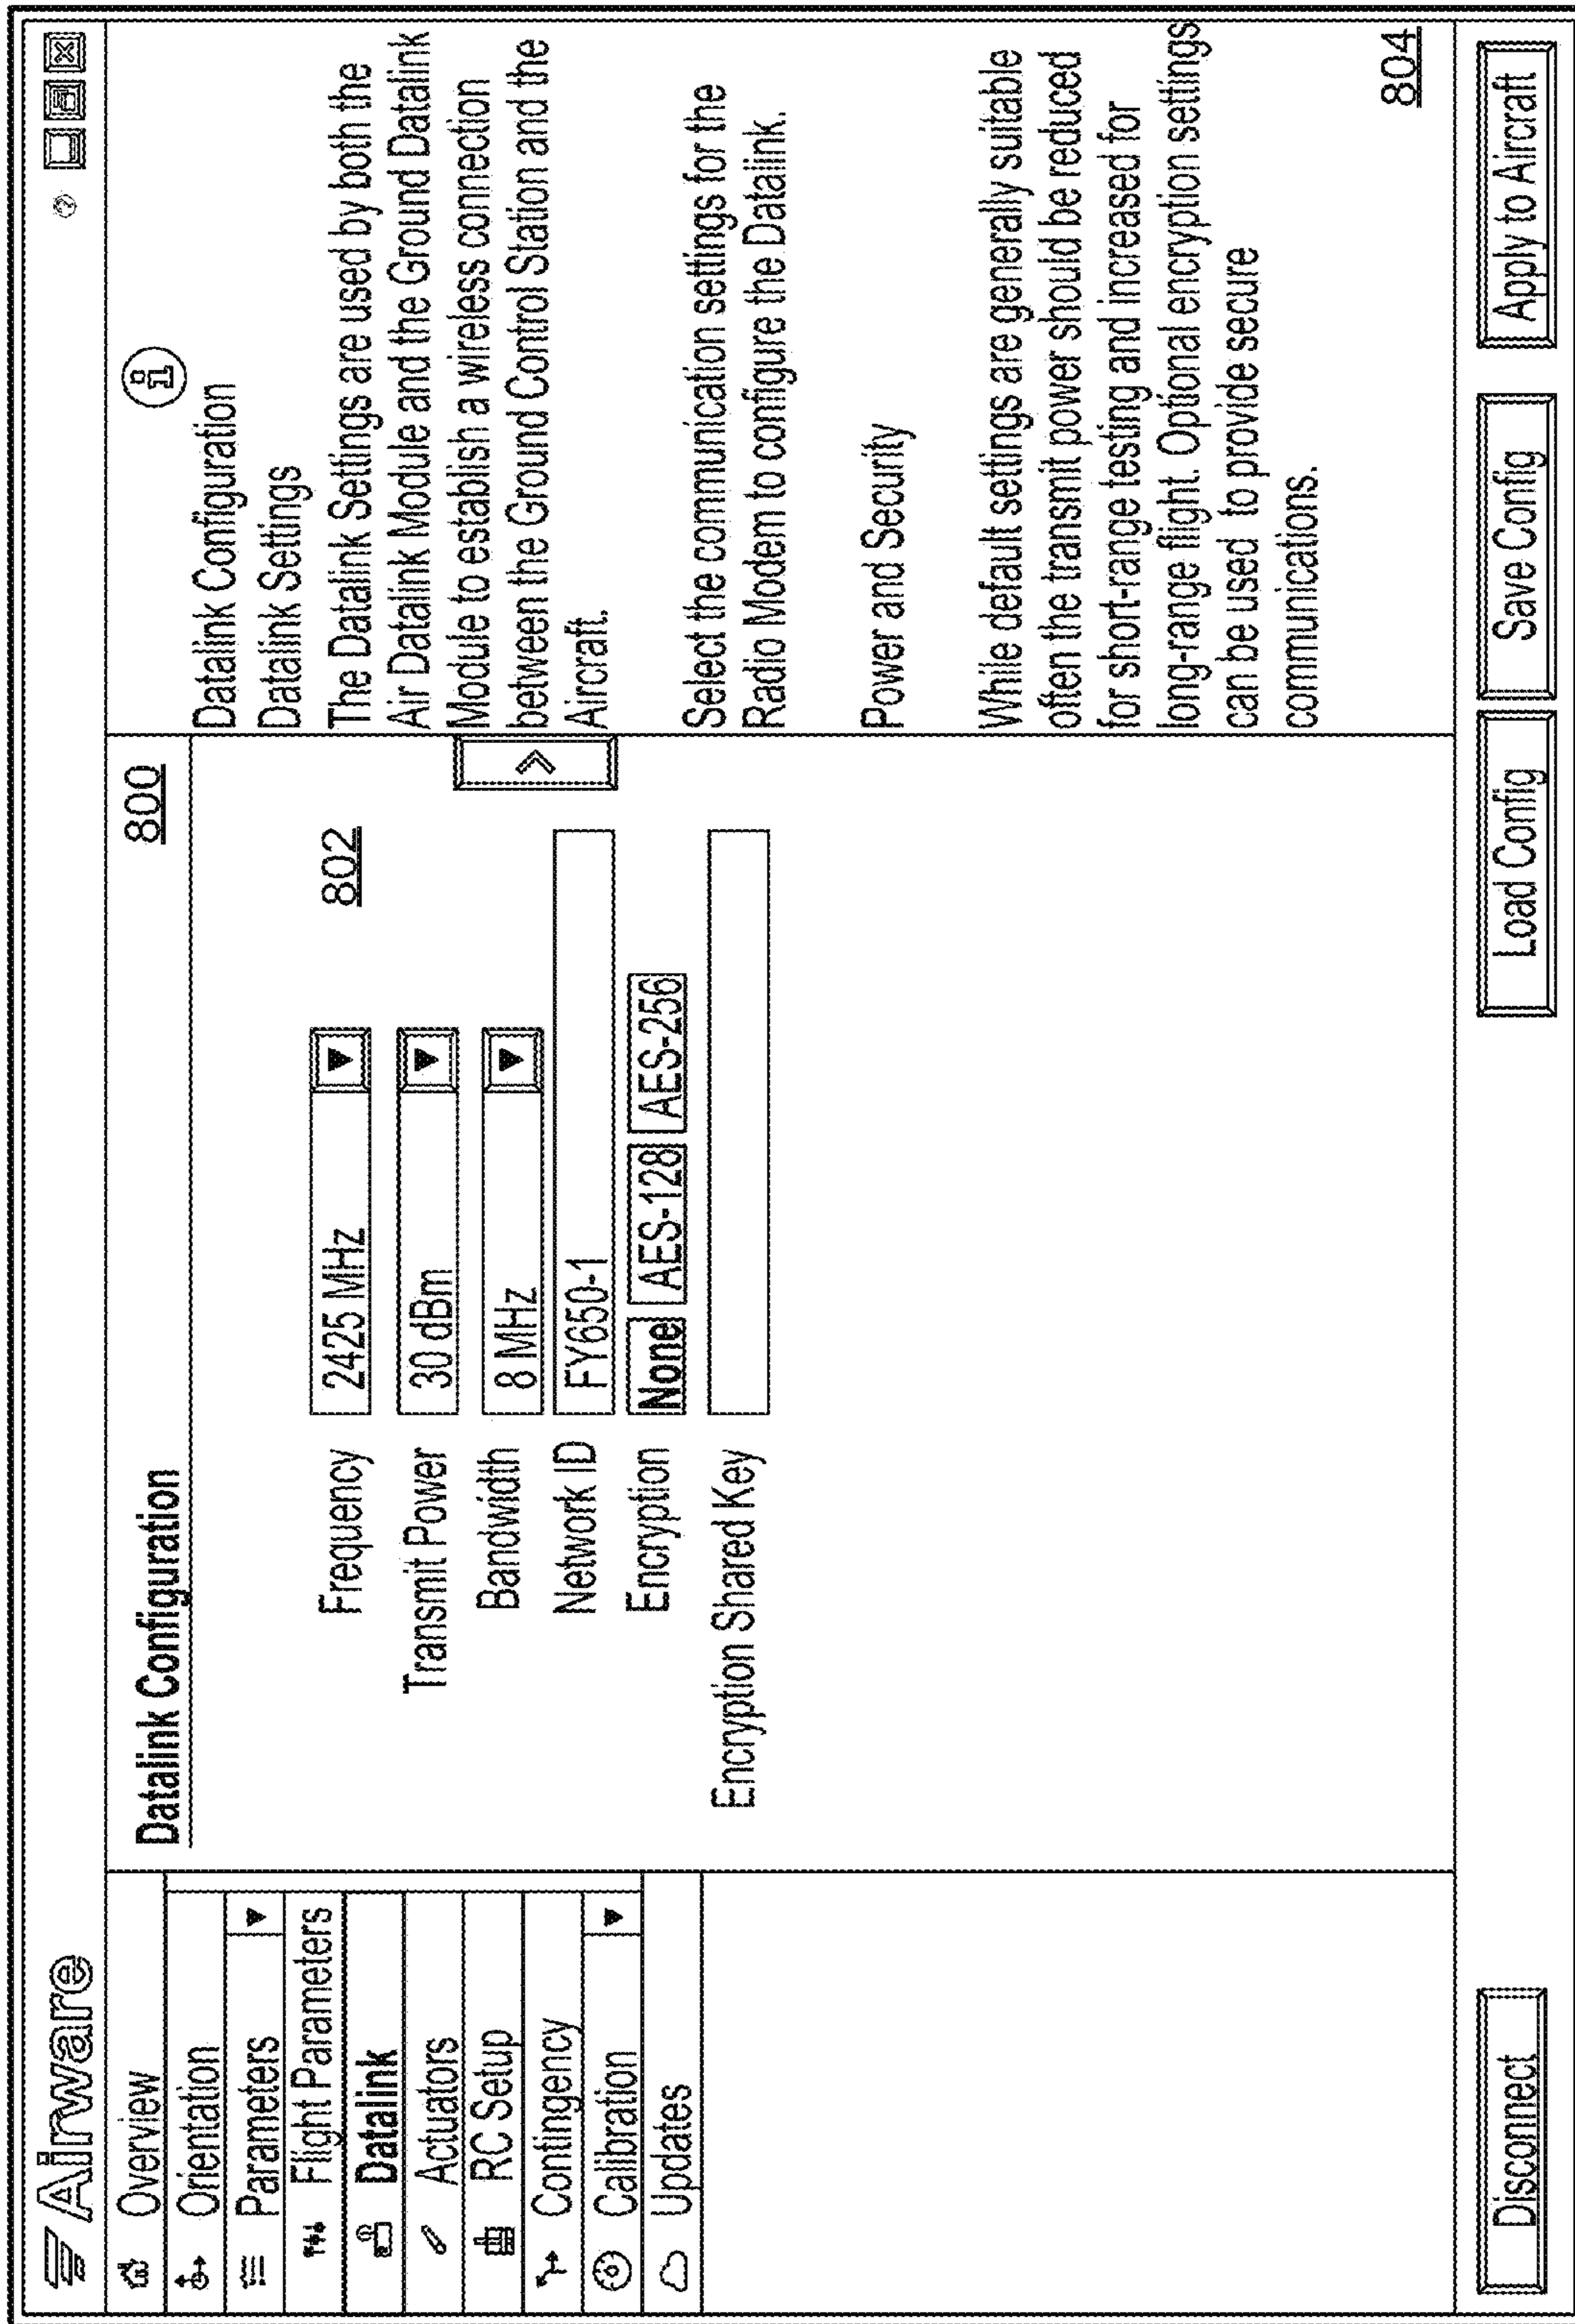 Airware
Overview
Orientation
Parameters
Flight Parameters
Datalink
Actuators
RC Setup
Contingency
Calibration
Updates
Datalink Configuration
800
802
Frequency 2425 MHz
Transmit Power 30 dBm
Bandwidth 8 MHz
Network ID FY650-1
Encryption None AES-128 AES-256
Encryption Shared Key
>
i
Datalink Configuration
Datalink Settings
The Datalink Settings are used by both the
Air Datalink Module and the Ground Datalink
Module to establish a wireless connection
between the Ground Control Station and the
Aircraft.
Select the communication settings for the
Radio Modem to configure the Datalink.
Power and Security
While default settings are generally suitable
often the transmit power should be reduced
for short-range testing and increased for
long-range flight. Optional encryption settings
can be used to provide secure
communications.
804
Disconnect
Load Config
Save Config
Apply to Aircraft